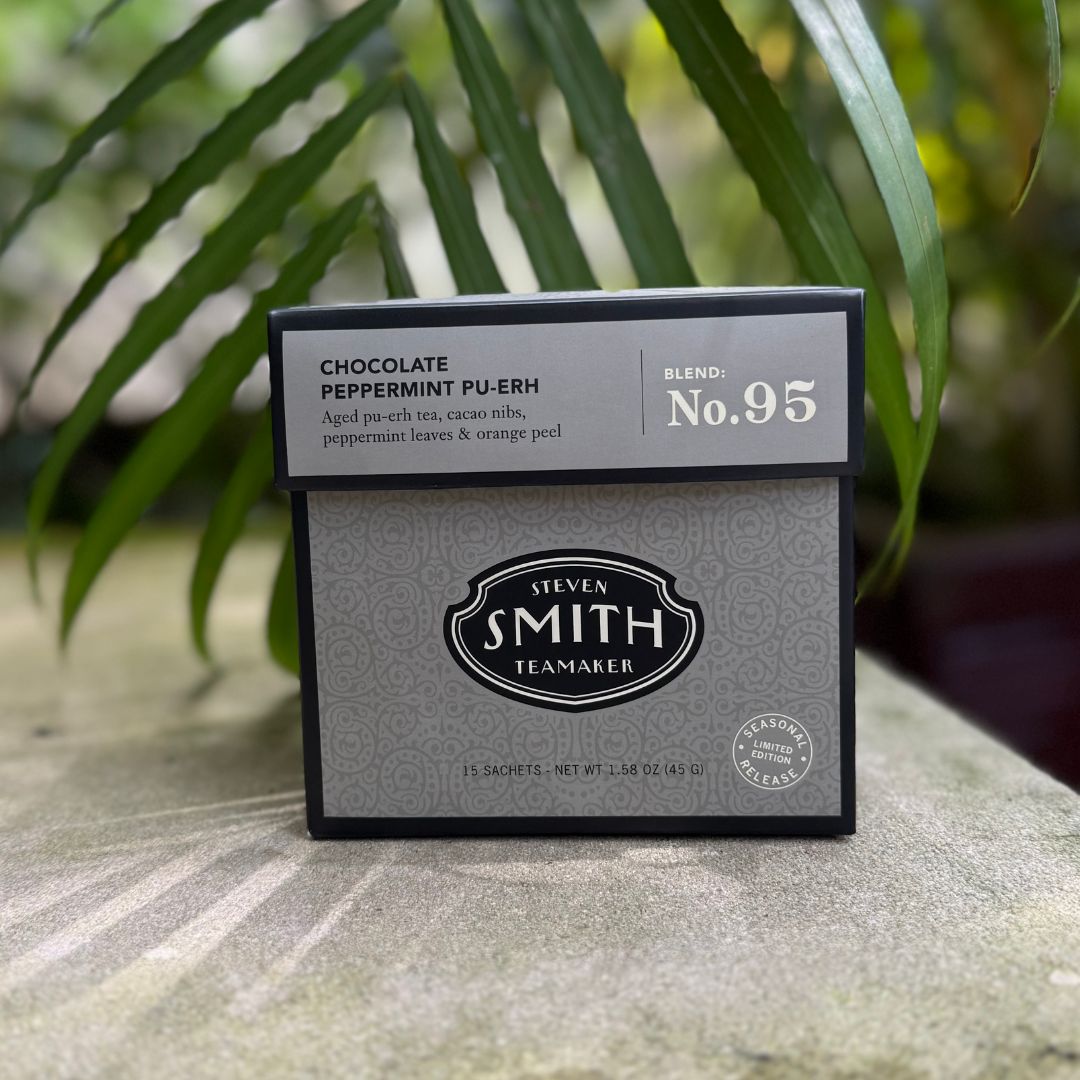 CHOCOLATE
PEPPERMINT PU-ERH
Aged pu-erh tea, cacao nibs,
peppermint leaves & orange peel
BLEND:
No.95
STEVEN
SMITH
TEAMAKER
15 SACHETS - NET WT 1.58 OZ (45 G)
SEASONAL
LIMITED
EDITION
RELEASE